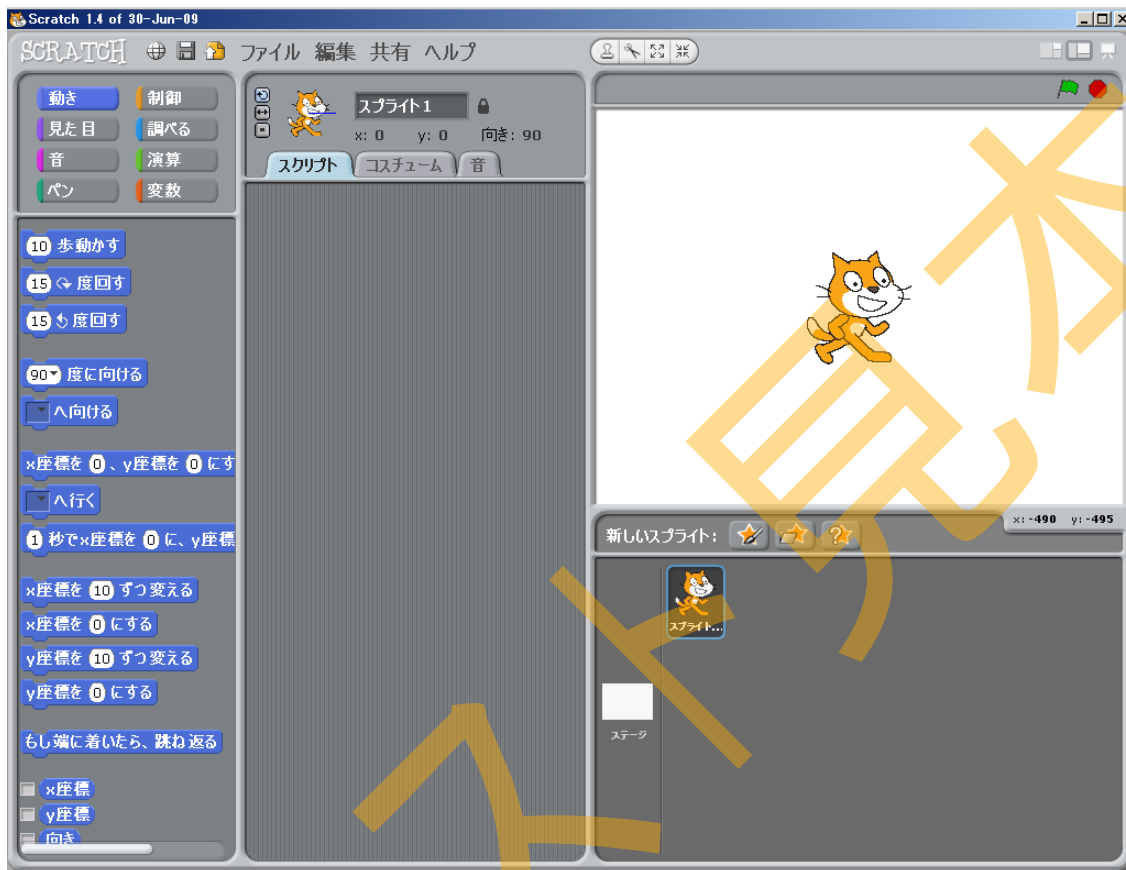 Scratch 1.4 of 30-Jun-09
SCRATCH ファイル 編集 共有 ヘルプ
動き 制御
見た目 調べる
音 演算
ペン 変数
スプライト1
x: 0 y: 0 向き: 90
スクリプト コスチューム 音
10 歩動かす
15 度回す
15 度回す
90 度に向ける
へ向ける
x座標を 0 、y座標を 0 にす
へ行く
1 秒でx座標を 0 に、y座標
x座標を 10 ずつ変える
x座標を 0 にする
y座標を 10 ずつ変える
y座標を 0 にする
もし端に着いたら、跳ね返る
x座標
y座標
向き
x: -490 y: -495
新しいスプライト:
スプライト...
ステージ
見本